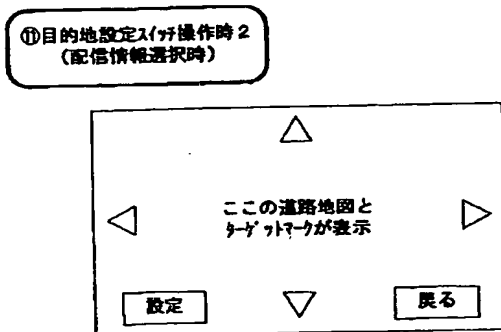 ⑪目的地設定ｽｲｯﾁ操作時2
(配信情報選択時)
ここの道路地図と
ﾀｰｹﾞｯﾄﾏｰｸが表示
設定
戻る